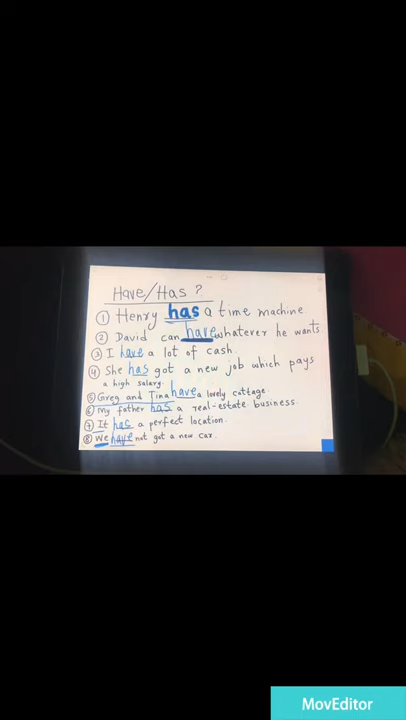 Have/Has ?
① Henry has a time machine
② David can have whatever he wants
③ I have a lot of cash.
④ She has got a new job which pays
a high salary.
⑤ Greg and Tina have a lovely cottage.
⑥ My father has a real-estate business.
⑦ It has a perfect location.
⑧ We have not got a new car.
MovEditor